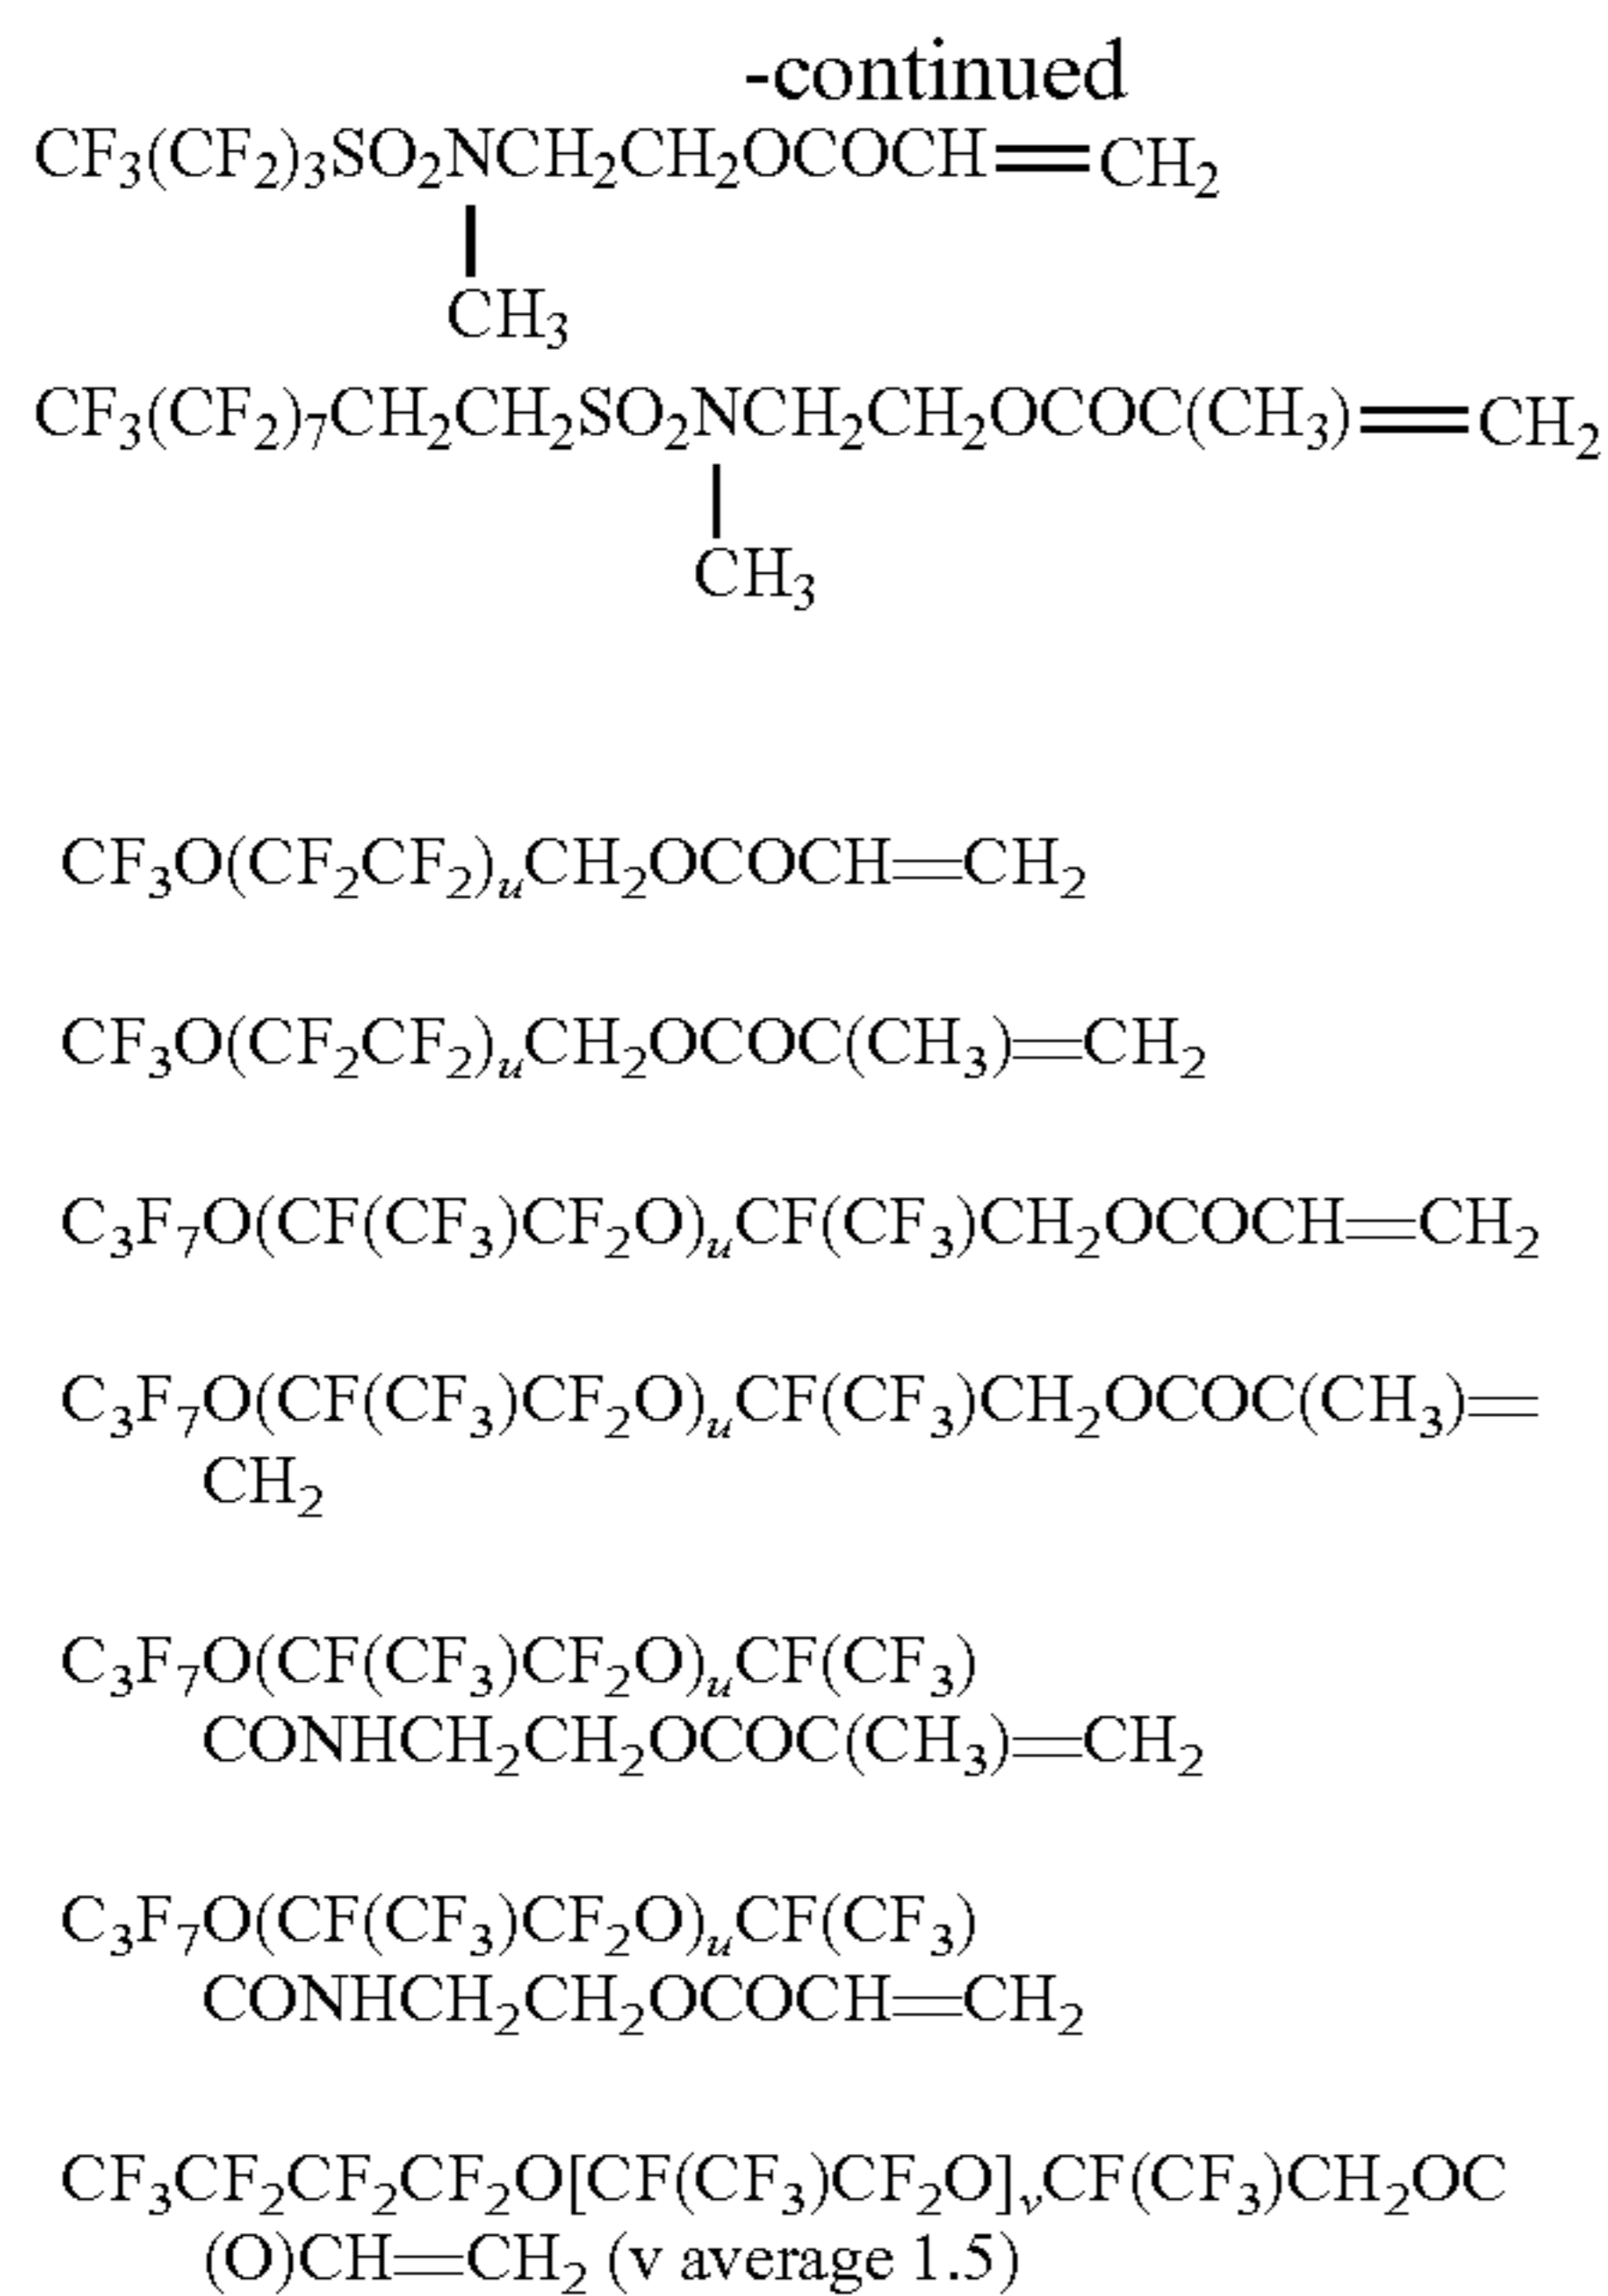 -continued
CF₃(CF₂)₃SO₂NCH₂CH₂OCOCH=CH₂
CH₃
CF₃(CF₂)₇CH₂CH₂SO₂NCH₂CH₂OCOC(CH₃)=CH₂
CH₃
CF₃O(CF₂CF₂)ᵤCH₂OCOCH=CH₂
CF₃O(CF₂CF₂)ᵤCH₂OCOC(CH₃)=CH₂
C₃F₇O(CF(CF₃)CF₂O)ᵤCF(CF₃)CH₂OCOCH=CH₂
C₃F₇O(CF(CF₃)CF₂O)ᵤCF(CF₃)CH₂OCOC(CH₃)=
CH₂
C₃F₇O(CF(CF₃)CF₂O)ᵤCF(CF₃)
CONHCH₂CH₂OCOC(CH₃)=CH₂
C₃F₇O(CF(CF₃)CF₂O)ᵤCF(CF₃)
CONHCH₂CH₂OCOCH=CH₂
CF₃CF₂CF₂CF₂O[CF(CF₃)CF₂O]ᵥCF(CF₃)CH₂OC
(O)CH=CH₂ (v average 1.5)